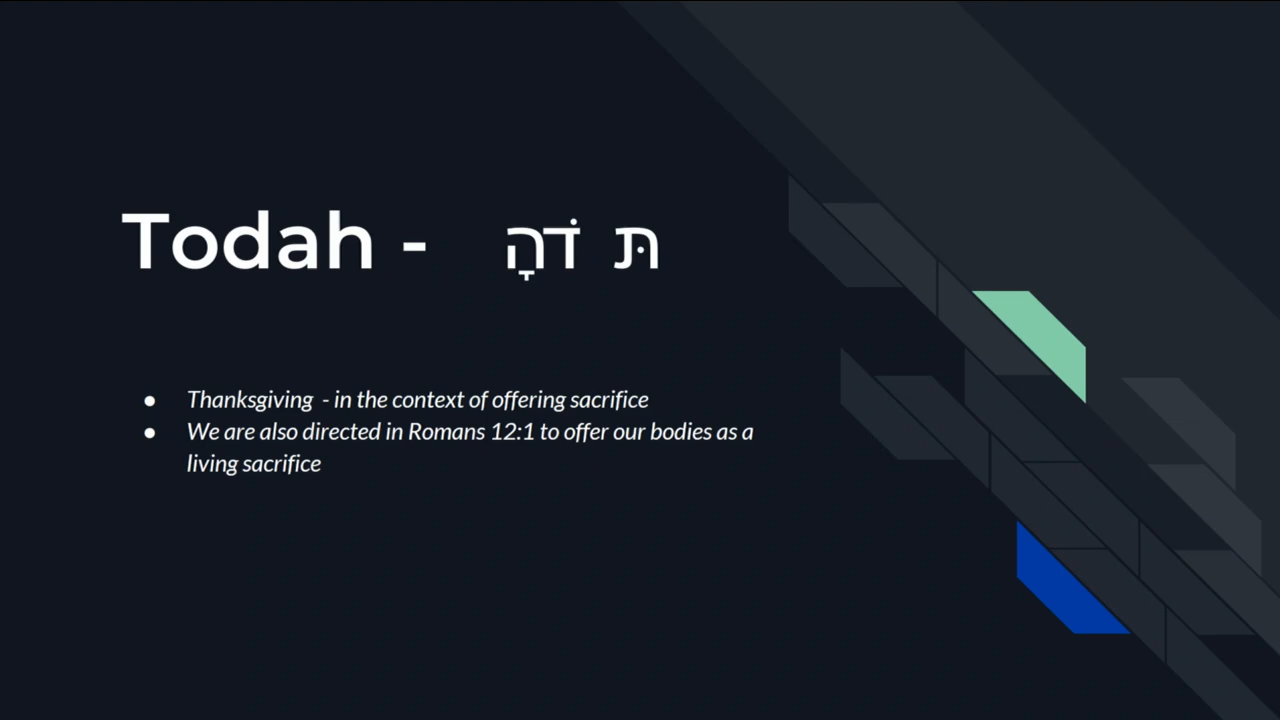 Todah - תּ דֹהָ
● Thanksgiving - in the context of offering sacrifice
● We are also directed in Romans 12:1 to offer our bodies as a
living sacrifice